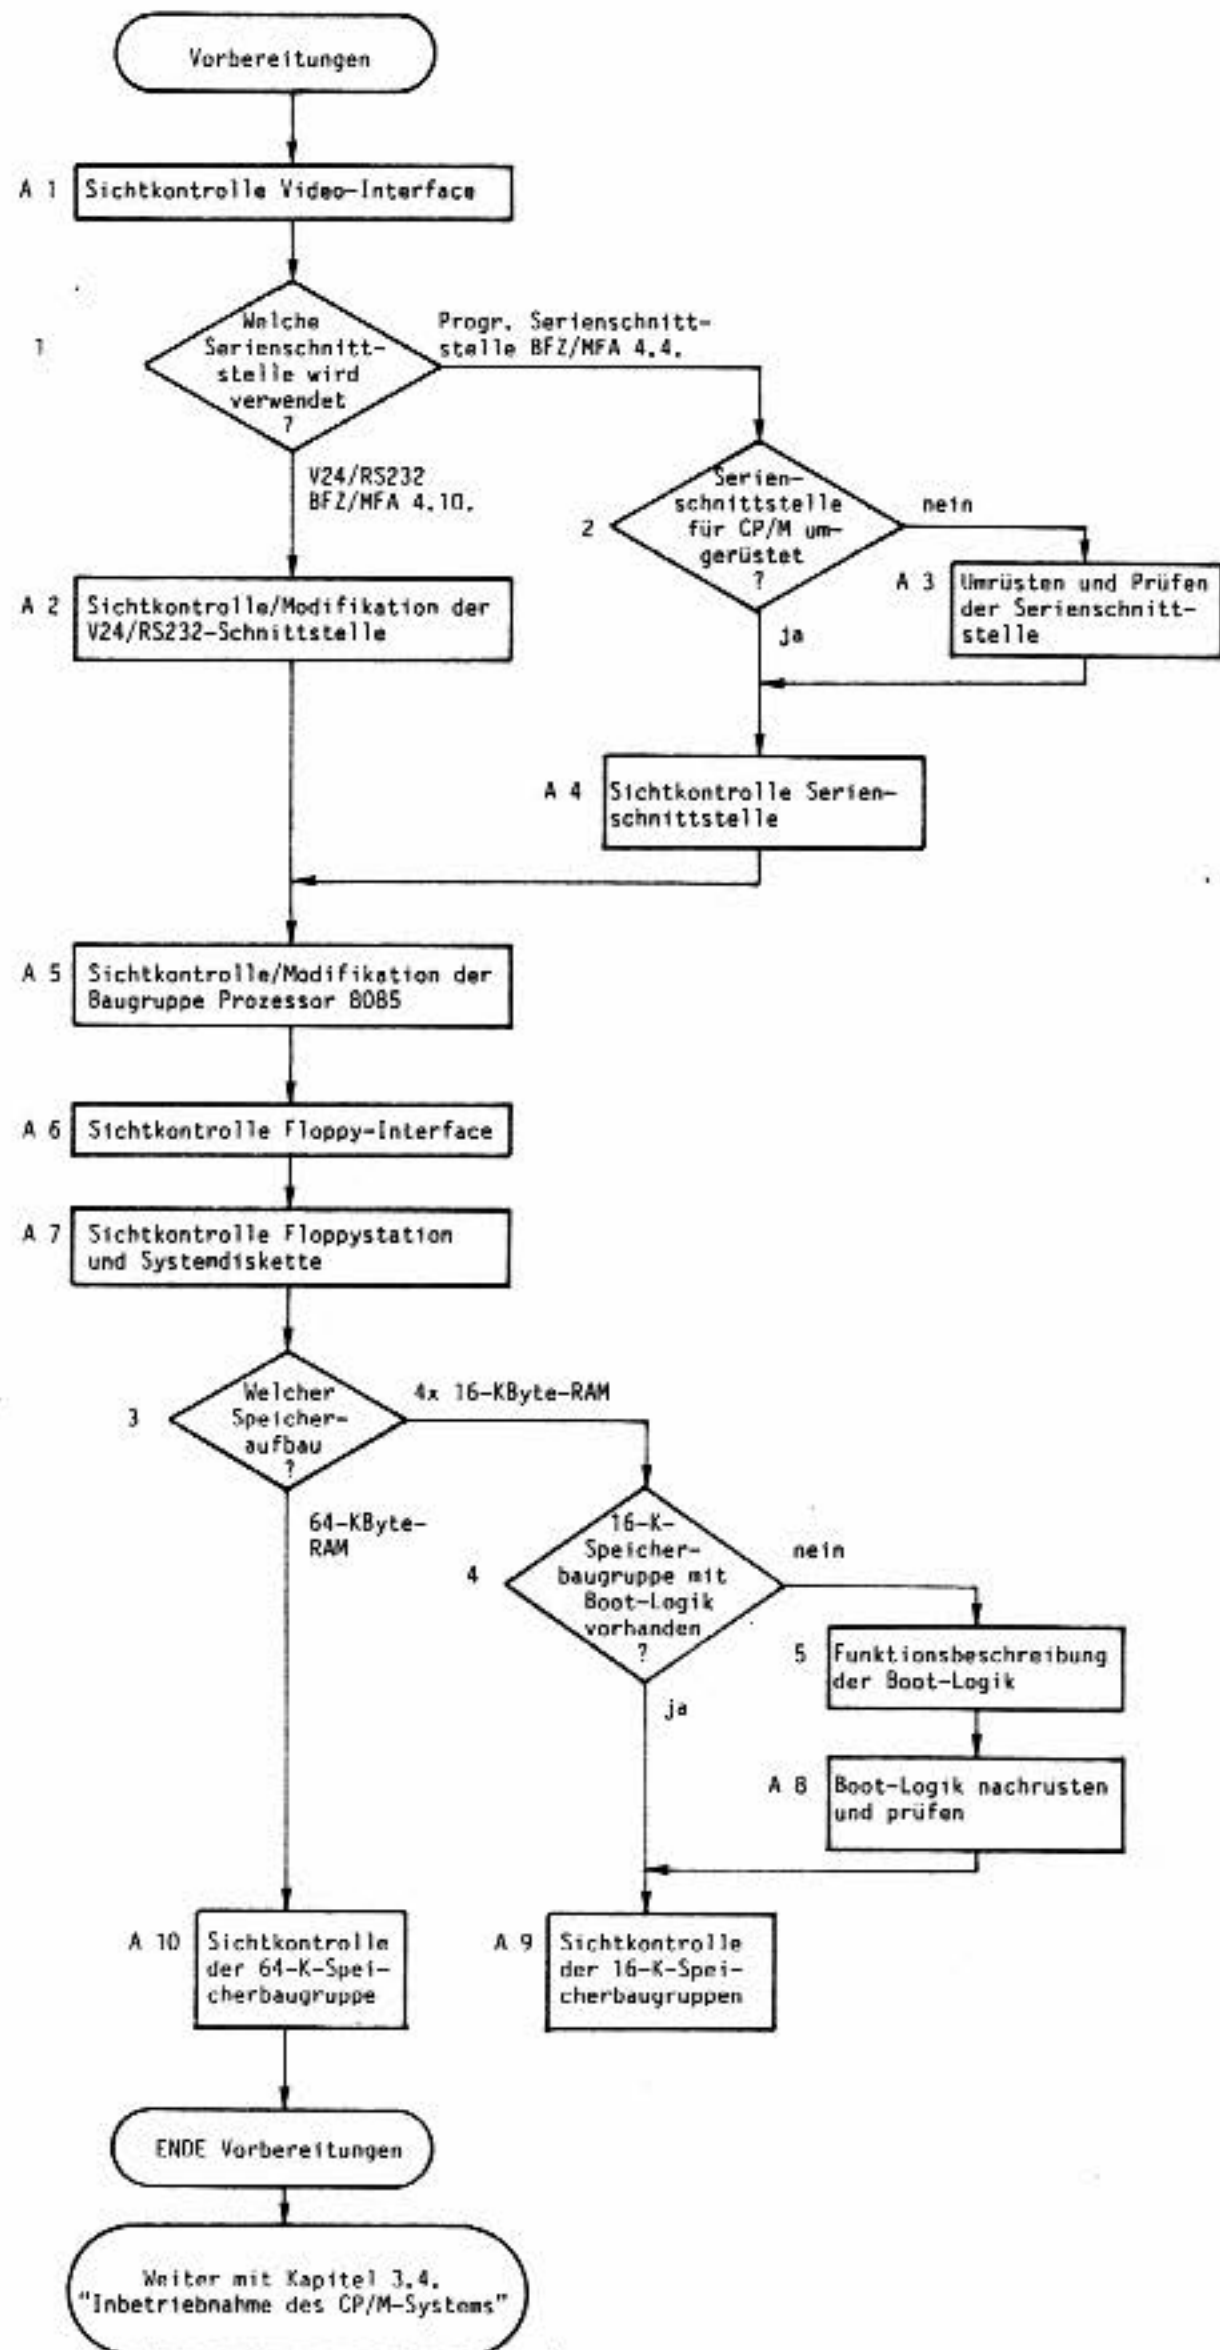 Vorbereitungen
A 1
Sichtkontrolle Video-Interface
1
Welche
Serienschnitt-
stelle wird
verwendet
?
Progr. Serienschnitt-
stelle BFZ/MFA 4.4.
V24/RS232
BFZ/MFA 4.10.
2
Serien-
schnittstelle
für CP/M um-
gerüstet
?
nein
ja
A 3
Umrüsten und Prüfen
der Serienschnitt-
stelle
A 2
Sichtkontrolle/Modifikation der
V24/RS232-Schnittstelle
A 4
Sichtkontrolle Serien-
schnittstelle
A 5
Sichtkontrolle/Modifikation der
Baugruppe Prozessor 8085
A 6
Sichtkontrolle Floppy-Interface
A 7
Sichtkontrolle Floppystation
und Systemdiskette
3
Welcher
Speicher-
aufbau
?
4x 16-KByte-RAM
64-KByte-
RAM
4
16-K-
Speicher-
baugruppe mit
Boot-Logik
vorhanden
?
nein
ja
5
Funktionsbeschreibung
der Boot-Logik
A 8
Boot-Logik nachrusten
und prüfen
A 10
Sichtkontrolle
der 64-K-Spei-
cherbaugruppe
A 9
Sichtkontrolle
der 16-K-Spei-
cherbaugruppen
ENDE Vorbereitungen
Weiter mit Kapitel 3.4.
"Inbetriebnahme des CP/M-Systems"